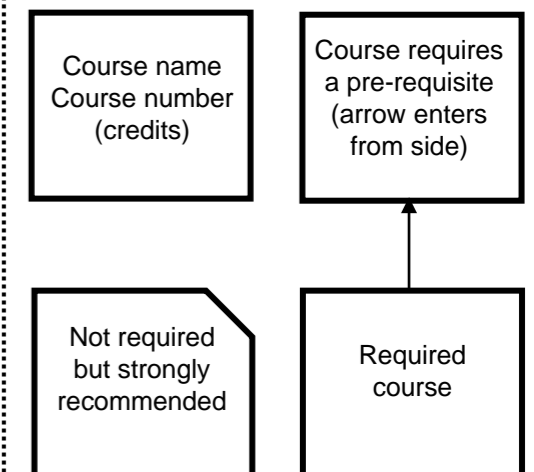 Course name
Course number
(credits)
Course requires
a pre-requisite
(arrow enters
from side)
Not required
but strongly
recommended
Required
course